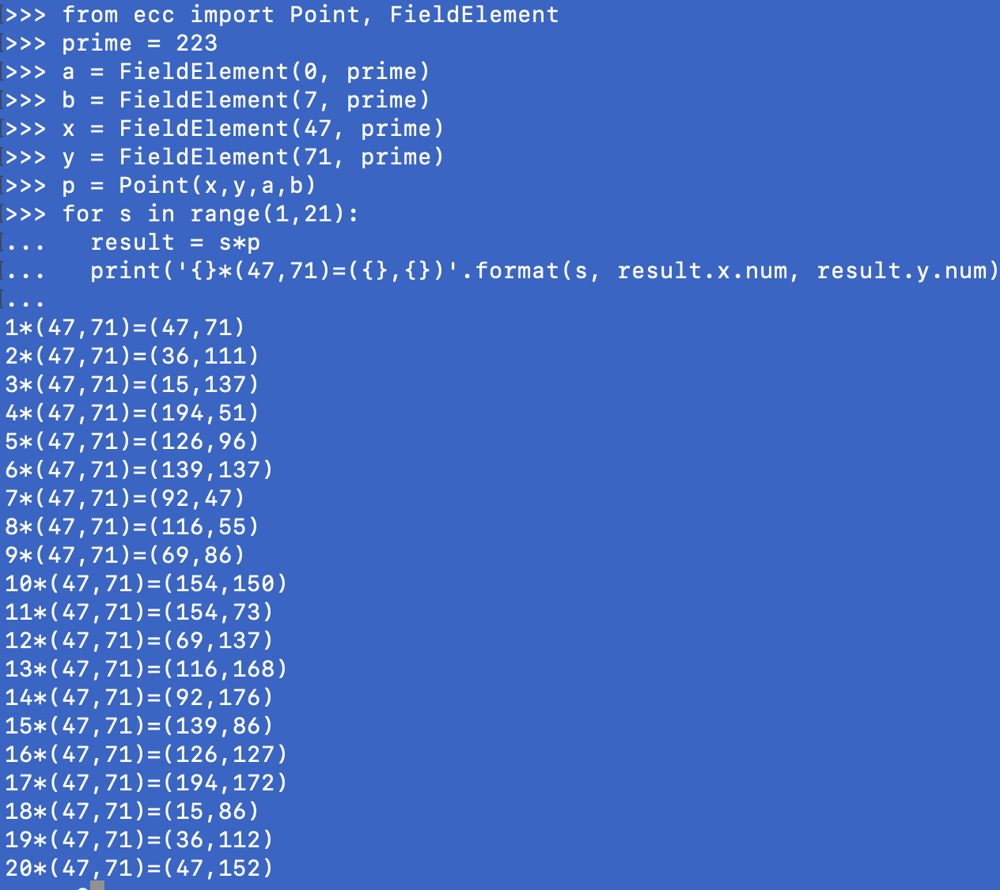 >>> from ecc import Point, FieldElement
>>> prime = 223
>>> a = FieldElement(0, prime)
>>> b = FieldElement(7, prime)
>>> x = FieldElement(47, prime)
>>> y = FieldElement(71, prime)
>>> p = Point(x,y,a,b)
>>> for s in range(1,21):
...   result = s*p
...   print('{}*(47,71)=({},{})'.format(s, result.x.num, result.y.num)
...
1*(47,71)=(47,71)
2*(47,71)=(36,111)
3*(47,71)=(15,137)
4*(47,71)=(194,51)
5*(47,71)=(126,96)
6*(47,71)=(139,137)
7*(47,71)=(92,47)
8*(47,71)=(116,55)
9*(47,71)=(69,86)
10*(47,71)=(154,150)
11*(47,71)=(154,73)
12*(47,71)=(69,137)
13*(47,71)=(116,168)
14*(47,71)=(92,176)
15*(47,71)=(139,86)
16*(47,71)=(126,127)
17*(47,71)=(194,172)
18*(47,71)=(15,86)
19*(47,71)=(36,112)
20*(47,71)=(47,152)